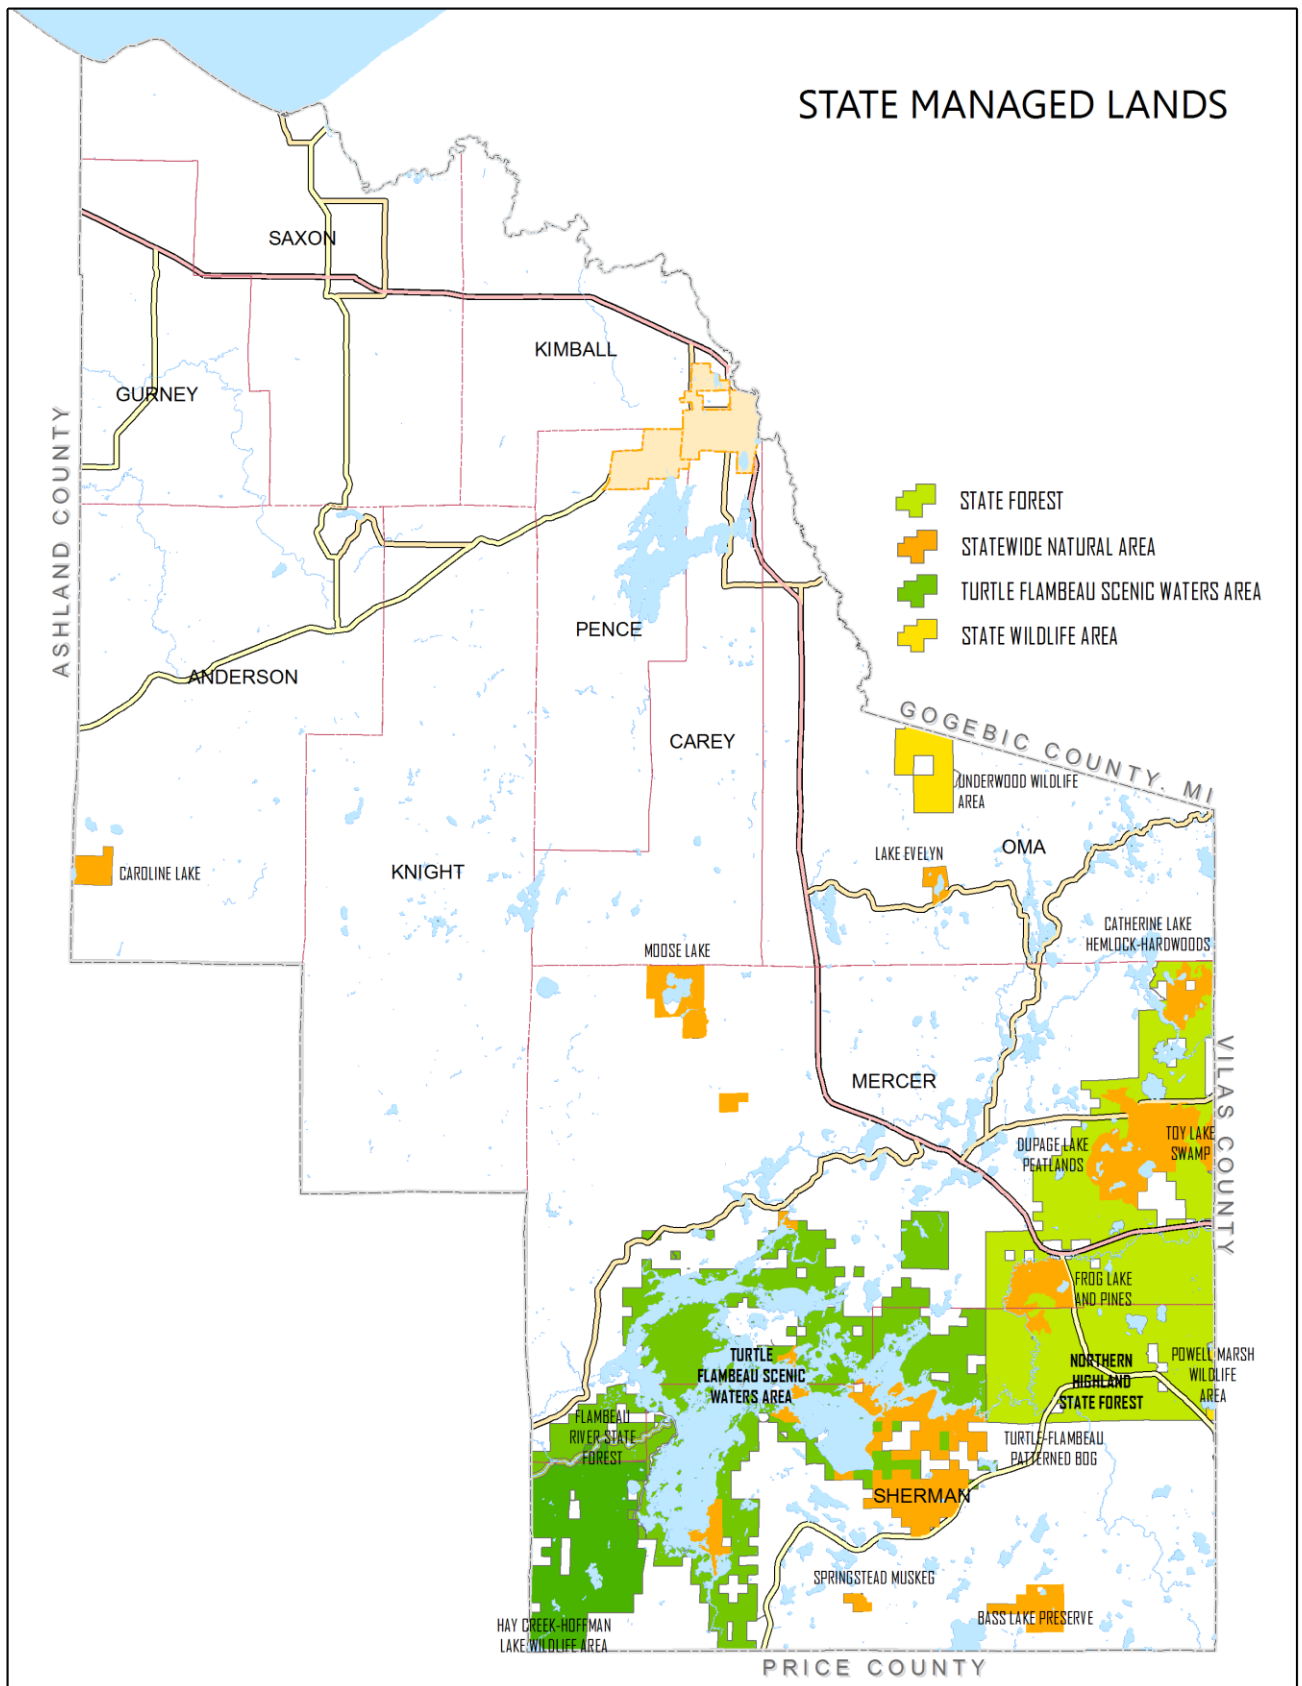 STATE MANAGED LANDS
SAXON
KIMBALL
GURNEY
ASHLAND COUNTY
STATE FOREST
STATEWIDE NATURAL AREA
TURTLE FLAMBEAU SCENIC WATERS AREA
STATE WILDLIFE AREA
PENCE
ANDERSON
CAREY
GOGEBIC COUNTY, MI
UNDERWOOD WILDLIFE
AREA
OMA
LAKE EVELYN
CAROLINE LAKE
KNIGHT
CATHERINE LAKE
HEMLOCK-HARDWOODS
MOOSE LAKE
MERCER
VILAS COUNTY
DUPAGE LAKE
PEATLANDS
TOY LAKE
SWAMP
FROG LAKE
AND PINES
TURTLE
FLAMBEAU SCENIC
WATERS AREA
NORTHERN
HIGHLAND
STATE FOREST
POWELL MARSH
WILDLIFE
AREA
FLAMBEAU
RIVER STATE
FOREST
TURTLE-FLAMBEAU
PATTERNED BOG
SHERMAN
SPRINGSTEAD MUSKEG
BASS LAKE PRESERVE
HAY CREEK-HOFFMAN
LAKE WILDLIFE AREA
PRICE COUNTY